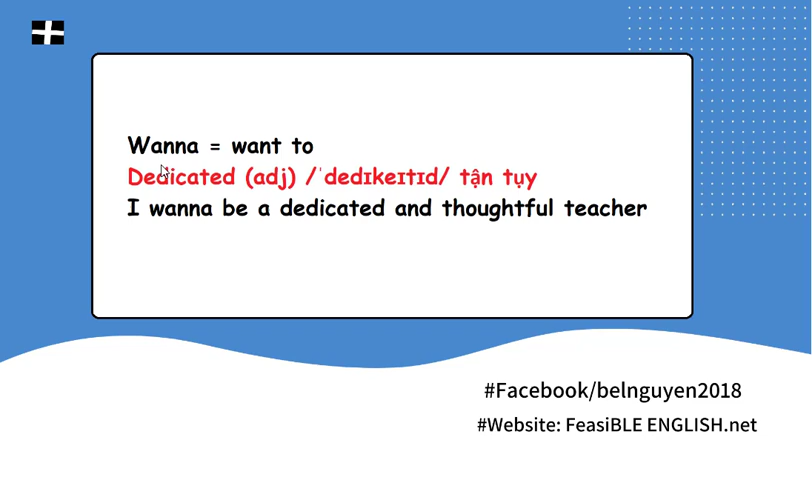 Wanna = want to
Dedicated (adj) /ˈdedɪkeɪtɪd/ tận tụy
I wanna be a dedicated and thoughtful teacher
#Facebook/belnguyen2018
#Website: FeasiBLE ENGLISH.net